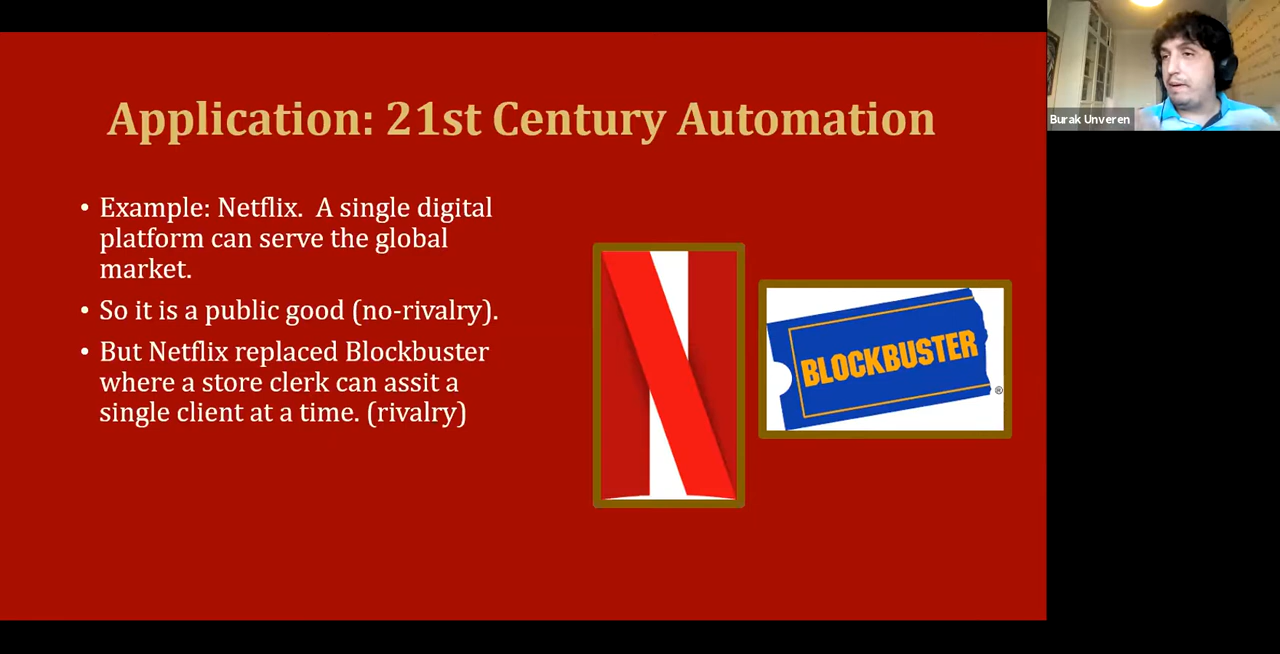 Application: 21st Century Automation
• Example: Netflix. A single digital
platform can serve the global
market.
• So it is a public good (no-rivalry).
• But Netflix replaced Blockbuster
where a store clerk can assit a
single client at a time. (rivalry)
BLOCKBUSTER
®
Burak Unveren